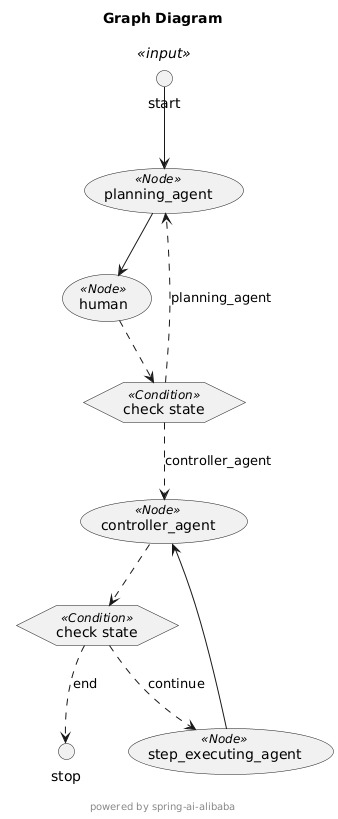 Graph Diagram
«input»
start
«Node»
planning_agent
«Node»
human
planning_agent
«Condition»
check state
controller_agent
«Node»
controller_agent
«Condition»
check state
end
continue
«Node»
step_executing_agent
stop
powered by spring-ai-alibaba